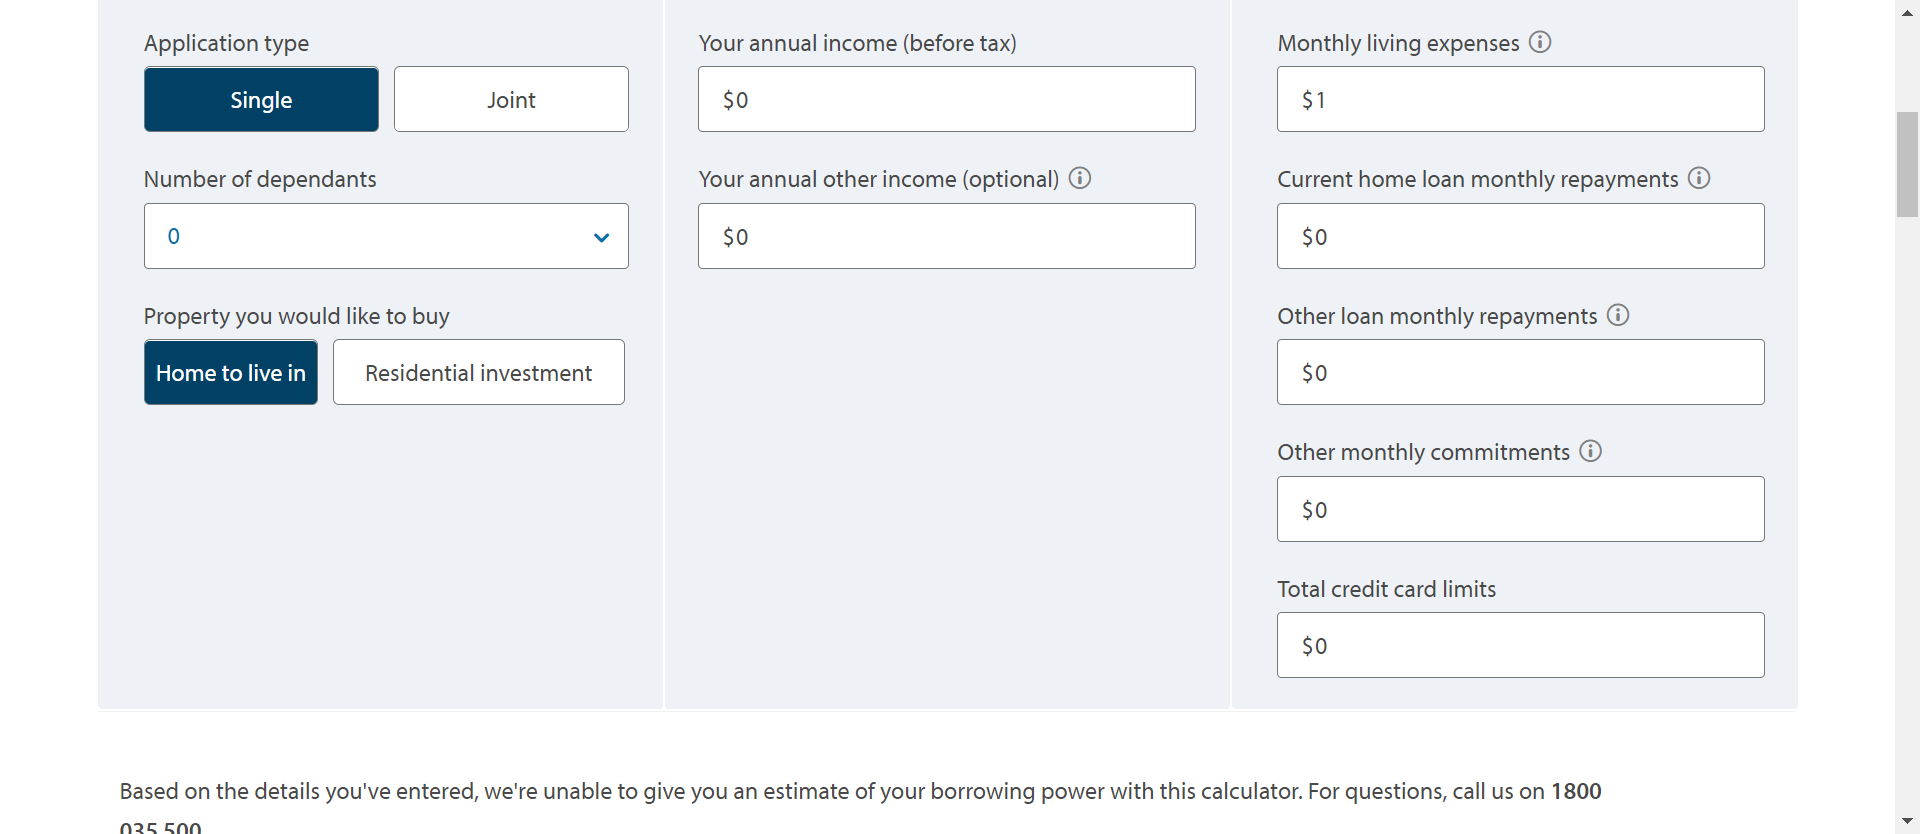 Application type
Single
Joint
Number of dependants
0
Property you would like to buy
Home to live in
Residential investment
Your annual income (before tax)
$0
Your annual other income (optional)
$0
Monthly living expenses
$1
Current home loan monthly repayments
$0
Other loan monthly repayments
$0
Other monthly commitments
$0
Total credit card limits
$0
Based on the details you've entered, we're unable to give you an estimate of your borrowing power with this calculator. For questions, call us on 1800
035 500